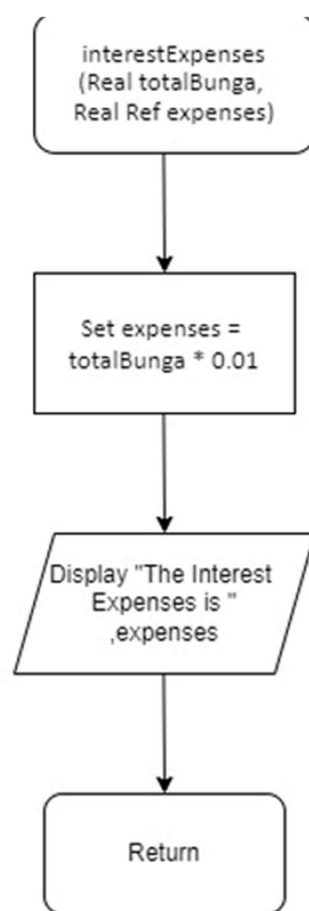 interestExpenses
(Real totalBunga,
Real Ref expenses)
Set expenses =
totalBunga * 0.01
Display "The Interest
Expenses is "
,expenses
Return